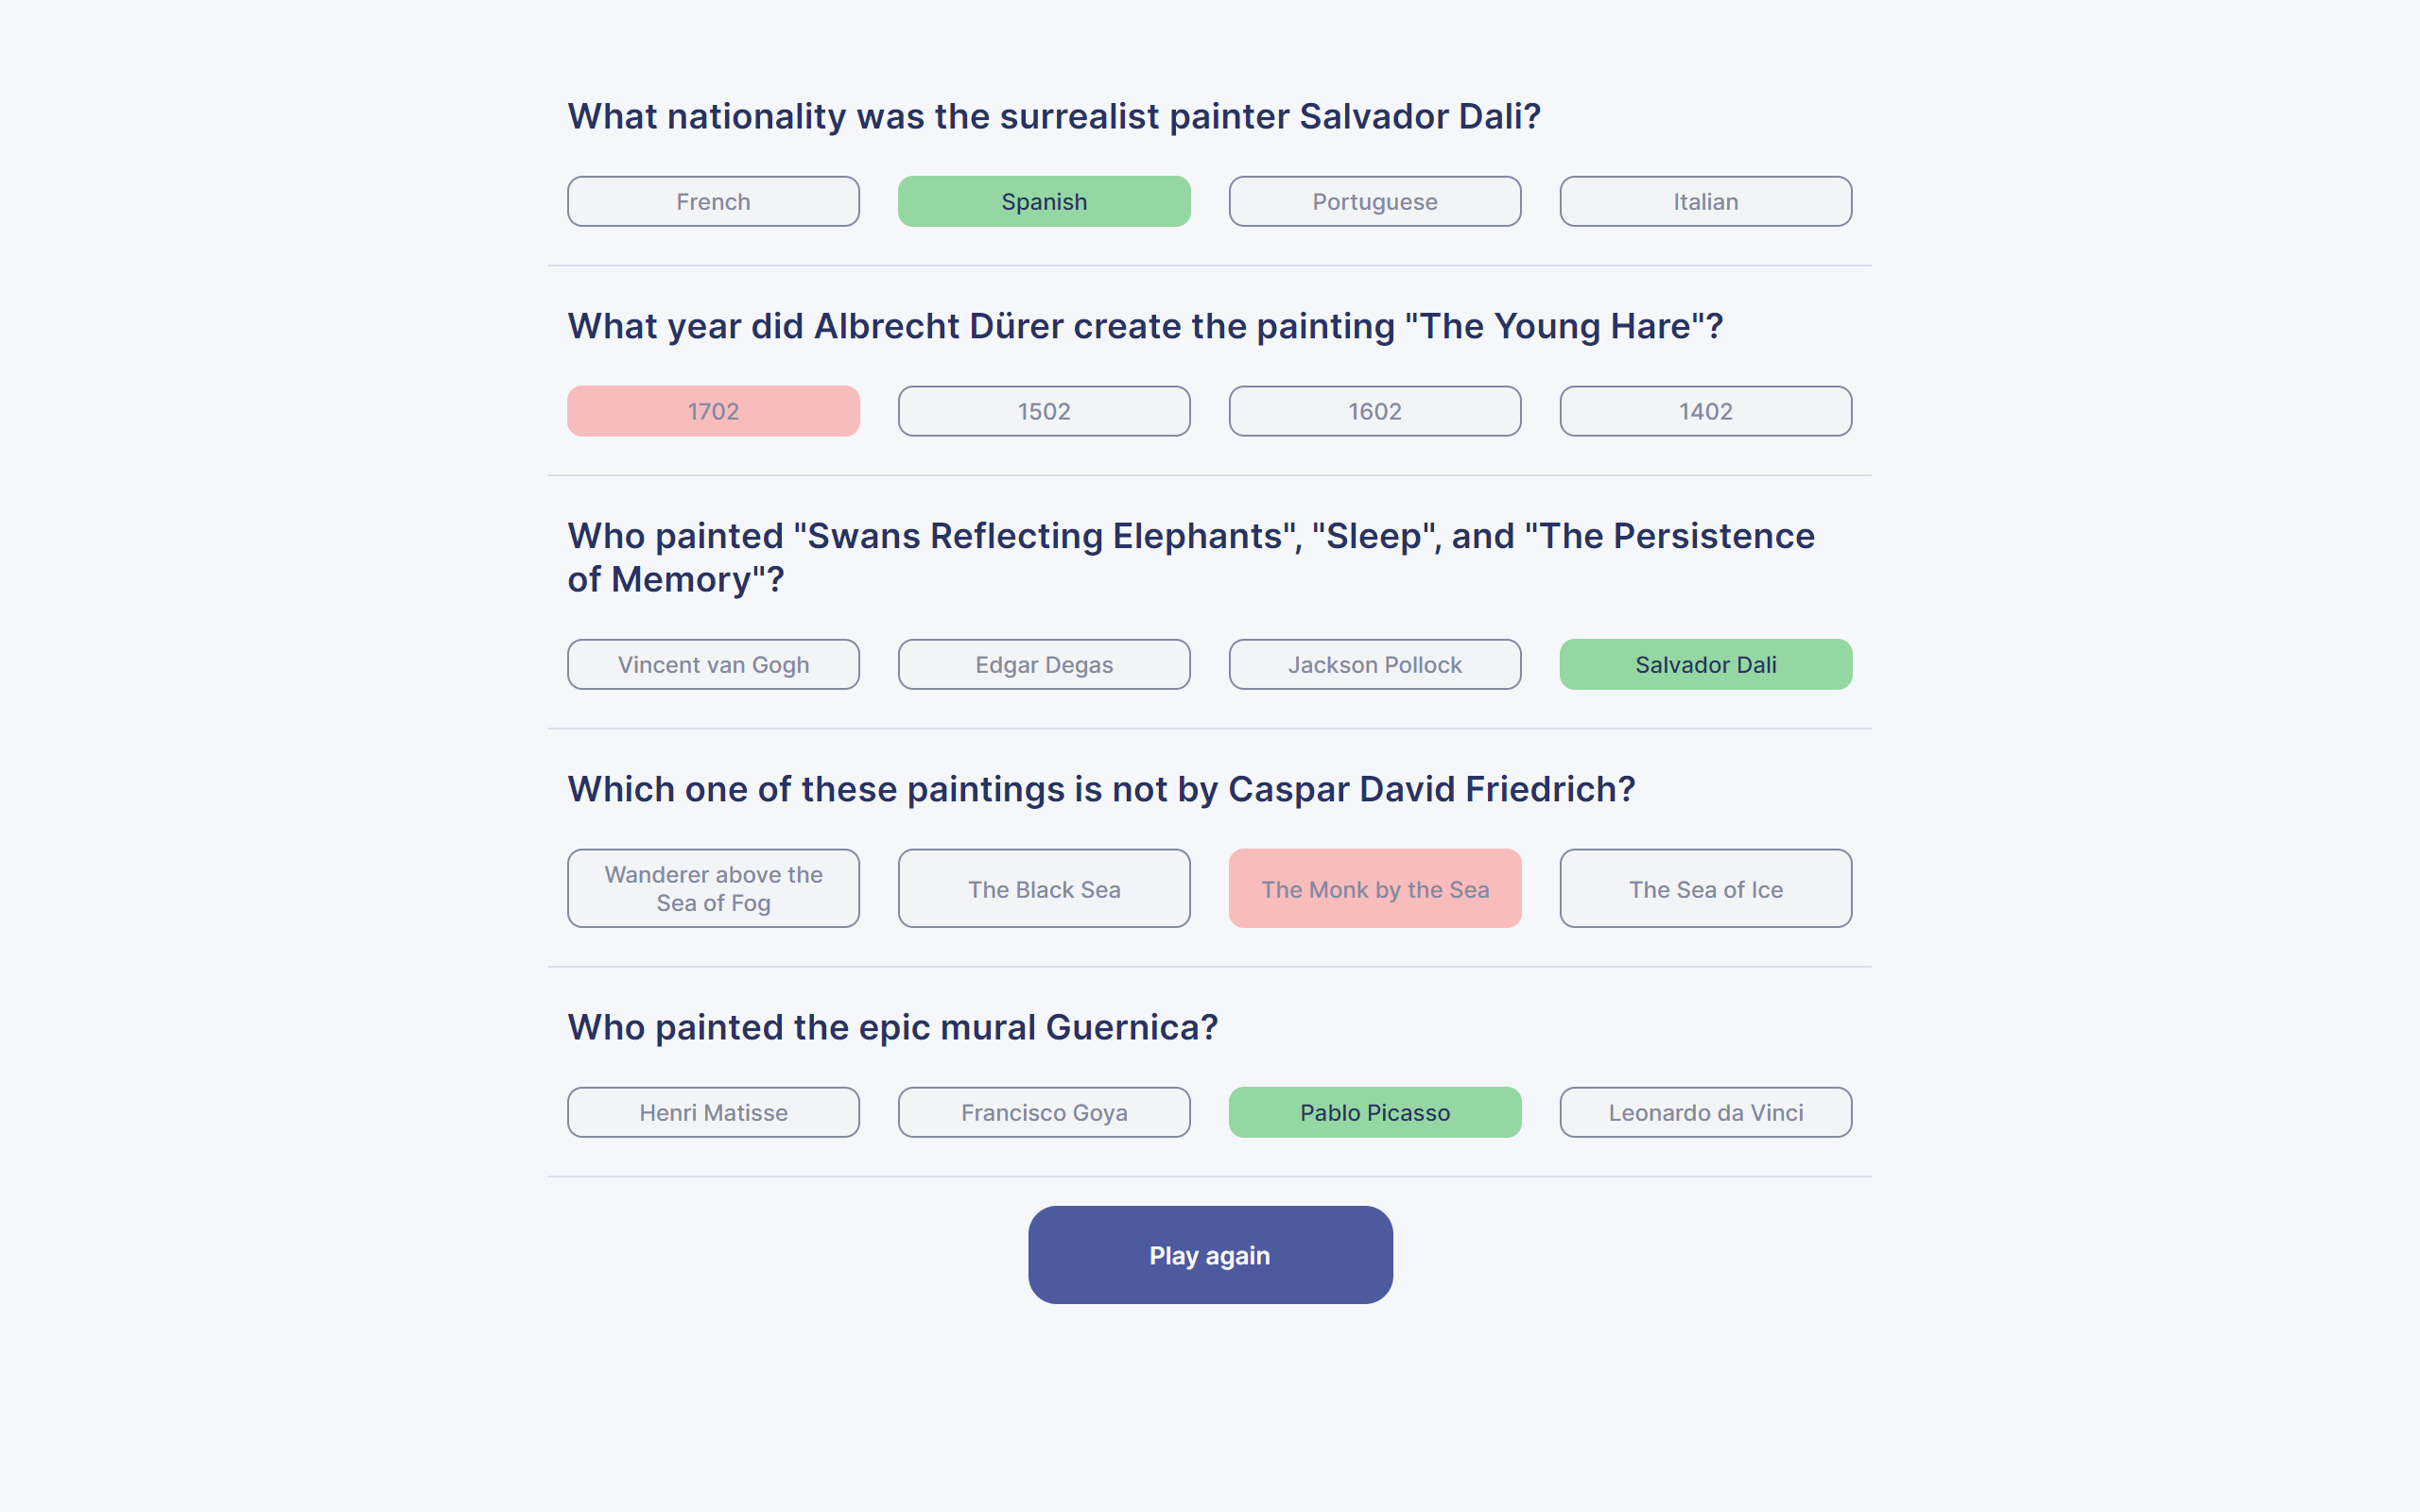 What nationality was the surrealist painter Salvador Dali?
French
Spanish
Portuguese
Italian
What year did Albrecht Dürer create the painting "The Young Hare"?
1702
1502
1602
1402
Who painted "Swans Reflecting Elephants", "Sleep", and "The Persistence
of Memory"?
Vincent van Gogh
Edgar Degas
Jackson Pollock
Salvador Dali
Which one of these paintings is not by Caspar David Friedrich?
Wanderer above the
Sea of Fog
The Black Sea
The Monk by the Sea
The Sea of Ice
Who painted the epic mural Guernica?
Henri Matisse
Francisco Goya
Pablo Picasso
Leonardo da Vinci
Play again